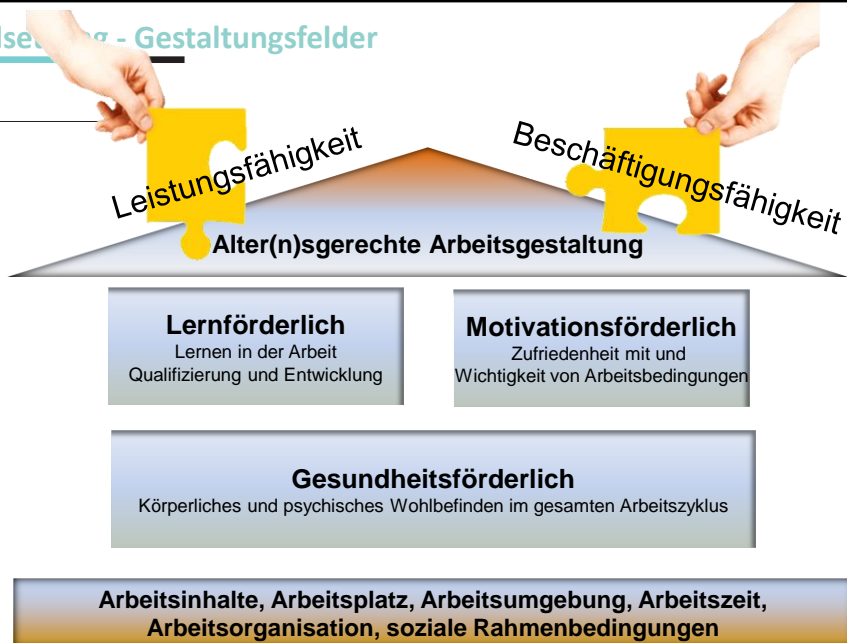 - Gestaltungsfelder
Leistungsfähigkeit
Beschäftigungsfähigkeit
Alter(n)sgerechte Arbeitsgestaltung
Lernförderlich
Lernen in der Arbeit
Qualifizierung und Entwicklung
Motivationsförderlich
Zufriedenheit mit und
Wichtigkeit von Arbeitsbedingungen
Gesundheitsförderlich
Körperliches und psychisches Wohlbefinden im gesamten Arbeitszyklus
Arbeitsinhalte, Arbeitsplatz, Arbeitsumgebung, Arbeitszeit,
Arbeitsorganisation, soziale Rahmenbedingungen